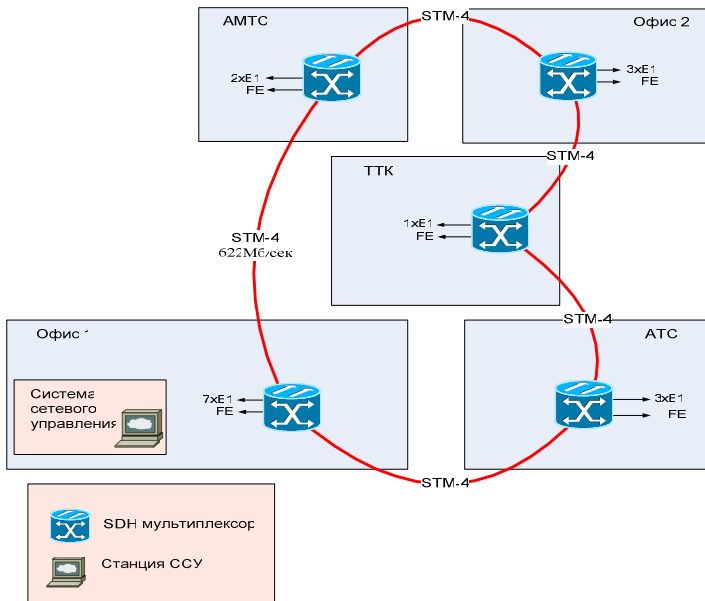 АМТС
STM-4
Офис 2
2xE1
FE
3xE1
FE
STM-4
ТТК
1xE1
FE
STM-4
622Мб/сек
STM-4
Офис 1
АТС
Система
сетевого
управления
7xE1
FE
3xE1
FE
STM-4
SDH мультиплексор
Станция ССУ